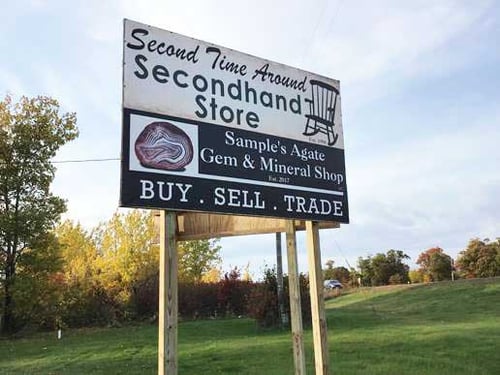 Second Time Around
Secondhand
Store
Sample's Agate
Gem & Mineral Shop
Est. 2017
BUY . SELL . TRADE